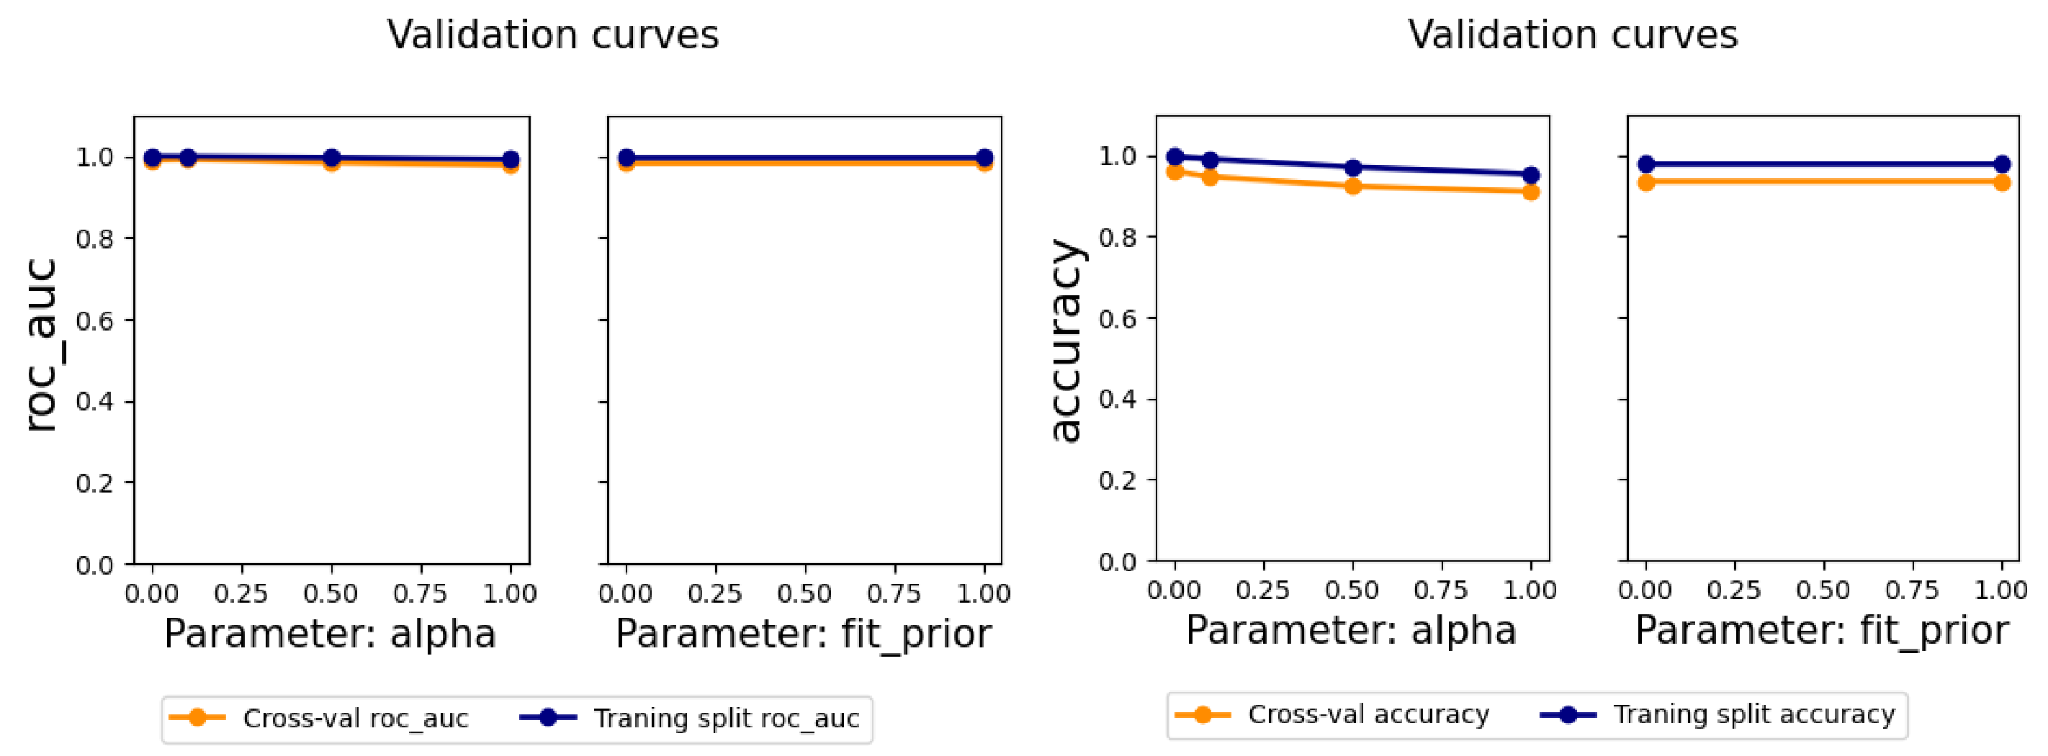 Validation curves
roc_auc
1.0
0.8
0.6
0.4
0.2
0.0
0.00 0.25 0.50 0.75 1.00
Parameter: alpha
0.00 0.25 0.50 0.75 1.00
Parameter: fit_prior
Cross-val roc_auc Traning split roc_auc
Validation curves
accuracy
1.0
0.8
0.6
0.4
0.2
0.0
0.00 0.25 0.50 0.75 1.00
Parameter: alpha
0.00 0.25 0.50 0.75 1.00
Parameter: fit_prior
Cross-val accuracy Traning split accuracy